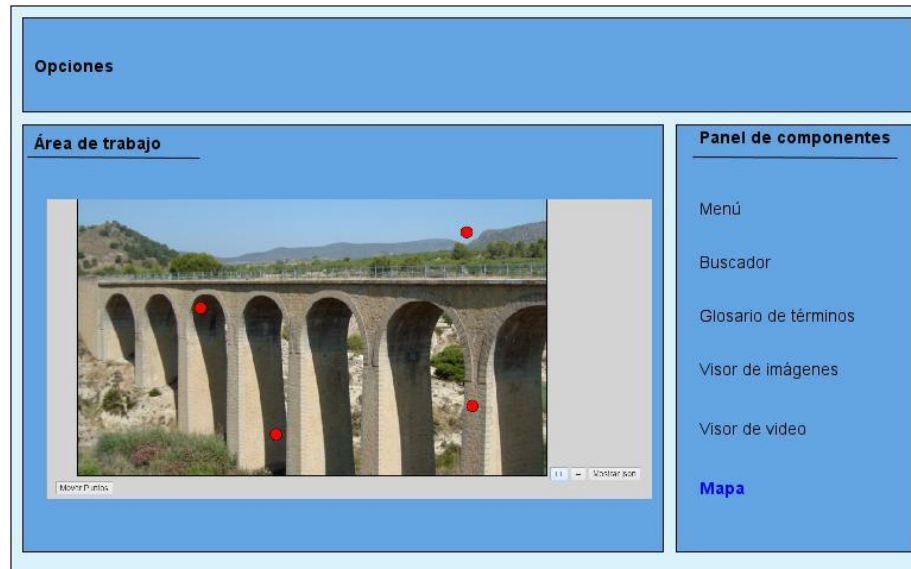 Opciones
Área de trabajo
Panel de componentes
Menú
Buscador
Glosario de términos
Visor de imágenes
Visor de video
Mapa
Mover Puntos
Mostrar json